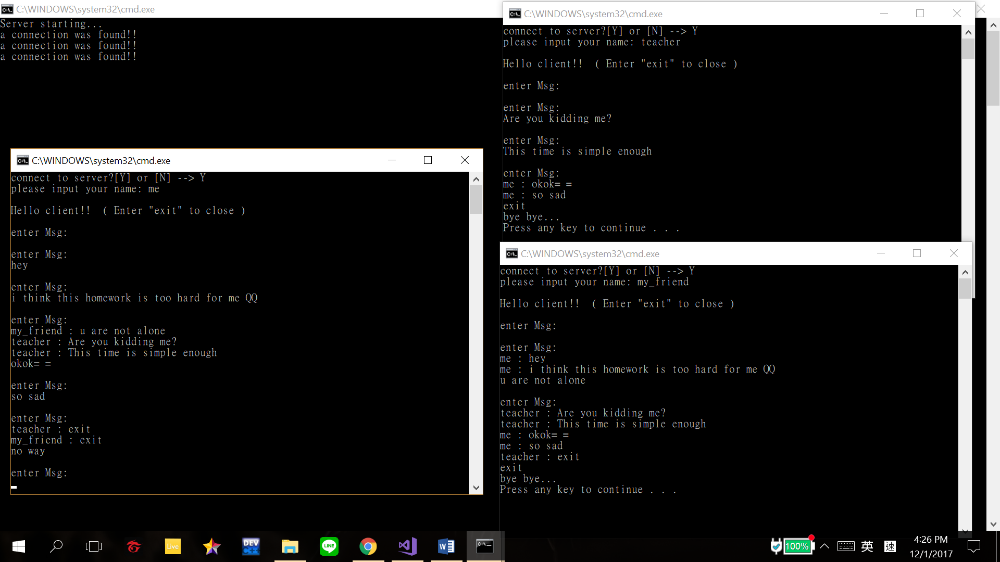 C:\WINDOWS\system32\cmd.exe
Server starting...
a connection was found!!
a connection was found!!
a connection was found!!
C:\WINDOWS\system32\cmd.exe
connect to server?[Y] or [N] --> Y
please input your name: me
Hello client!!  ( Enter "exit" to close )
enter Msg:
enter Msg:
hey
enter Msg:
i think this homework is too hard for me QQ
enter Msg:
my_friend : u are not alone
teacher : Are you kidding me?
teacher : This time is simple enough
okok= =
enter Msg:
so sad
enter Msg:
teacher : exit
my_friend : exit
no way
enter Msg:
C:\WINDOWS\system32\cmd.exe
connect to server?[Y] or [N] --> Y
please input your name: teacher
Hello client!!  ( Enter "exit" to close )
enter Msg:
enter Msg:
Are you kidding me?
enter Msg:
This time is simple enough
enter Msg:
me : okok= =
me : so sad
exit
bye bye...
Press any key to continue . . .
C:\WINDOWS\system32\cmd.exe
connect to server?[Y] or [N] --> Y
please input your name: my_friend
Hello client!!  ( Enter "exit" to close )
enter Msg:
enter Msg:
me : hey
me : i think this homework is too hard for me QQ
u are not alone
enter Msg:
teacher : Are you kidding me?
teacher : This time is simple enough
me : okok= =
me : so sad
teacher : exit
exit
bye bye...
Press any key to continue . . .
Live
DEV
C++
LINE
100%
英
速
4:26 PM
12/1/2017